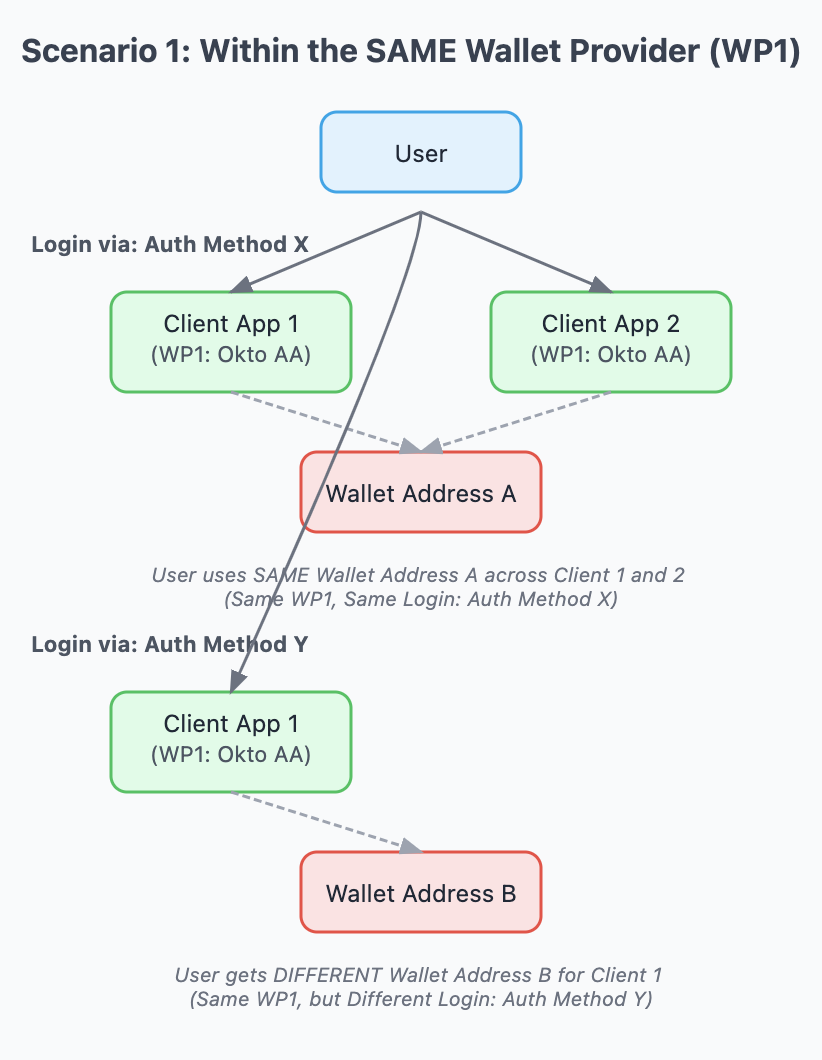 Scenario 1: Within the SAME Wallet Provider (WP1)
User
Login via: Auth Method X
Client App 1
(WP1: Okto AA)
Client App 2
(WP1: Okto AA)
Wallet Address A
User uses SAME Wallet Address A across Client 1 and 2
(Same WP1, Same Login: Auth Method X)
Login via: Auth Method Y
Client App 1
(WP1: Okto AA)
Wallet Address B
User gets DIFFERENT Wallet Address B for Client 1
(Same WP1, but Different Login: Auth Method Y)